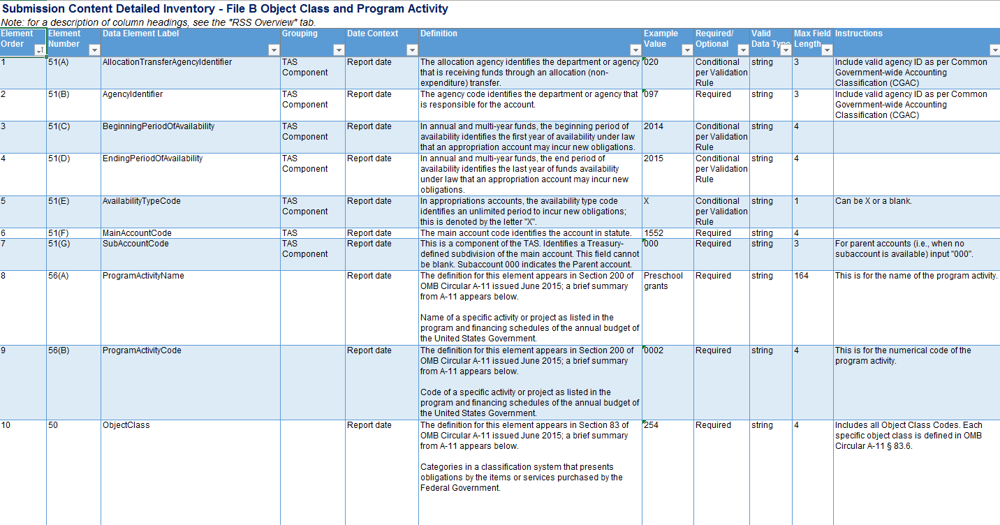 Submission Content Detailed Inventory - File B Object Class and Program Activity
Note: for a description of column headings, see the "RSS Overview" tab.
Element Order
Element Number
Data Element Label
Grouping
Date Context
Definition
Example Value
Required/ Optional
Valid Data Type
Max Field Length
Instructions
1
51(A)
AllocationTransferAgencyIdentifier
TAS
Component
Report date
The allocation agency identifies the department or agency
that is receiving funds through an allocation (non-
expenditure) transfer.
020
Conditional
per Validation
Rule
string
3
Include valid agency ID as per Common
Government-wide Accounting
Classification (CGAC)
2
51(B)
AgencyIdentifier
TAS
Component
Report date
The agency code identifies the department or agency that
is responsible for the account.
097
Required
string
3
Include valid agency ID as per Common
Government-wide Accounting
Classification (CGAC)
3
51(C)
BeginningPeriodOfAvailability
TAS
Component
Report date
In annual and multi-year funds, the beginning period of
availability identifies the first year of availability under law
that an appropriation account may incur new obligations.
2014
Conditional
per Validation
Rule
string
4
4
51(D)
EndingPeriodOfAvailability
TAS
Component
Report date
In annual and multi-year funds, the end period of
availability identifies the last year of funds availability
under law that an appropriation account may incur new
obligations.
2015
Conditional
per Validation
Rule
string
4
5
51(E)
AvailabilityTypeCode
TAS
Component
Report date
In appropriations accounts, the availability type code
identifies an unlimited period to incur new obligations;
this is denoted by the letter "X".
X
Conditional
per Validation
Rule
string
1
Can be X or a blank.
6
51(F)
MainAccountCode
TAS
Report date
The main account code identifies the account in statute.
1552
Required
string
4
7
51(G)
SubAccountCode
TAS
Component
Report date
This is a component of the TAS. Identifies a Treasury-
defined subdivision of the main account. This field cannot
be blank. Subaccount 000 indicates the Parent account.
000
Required
string
3
For parent accounts (i.e., when no
subaccount is available) input "000".
8
56(A)
ProgramActivityName
Report date
The definition for this element appears in Section 200 of
OMB Circular A-11 issued June 2015; a brief summary
from A-11 appears below.
Name of a specific activity or project as listed in the
program and financing schedules of the annual budget of
the United States Government.
Preschool
grants
Required
string
164
This is for the name of the program activity.
9
56(B)
ProgramActivityCode
Report date
The definition for this element appears in Section 200 of
OMB Circular A-11 issued June 2015; a brief summary
from A-11 appears below.
Code of a specific activity or project as listed in the
program and financing schedules of the annual budget of
the United States Government.
0002
Required
string
4
This is for the numerical code of the
program activity.
10
50
ObjectClass
Report date
The definition for this element appears in Section 83 of
OMB Circular A-11 issued June 2015; a brief summary
from A-11 appears below.
Categories in a classification system that presents
obligations by the items or services purchased by the
Federal Government.
254
Required
string
4
Includes all Object Class Codes. Each
specific object class is defined in OMB
Circular A-11 § 83.6.